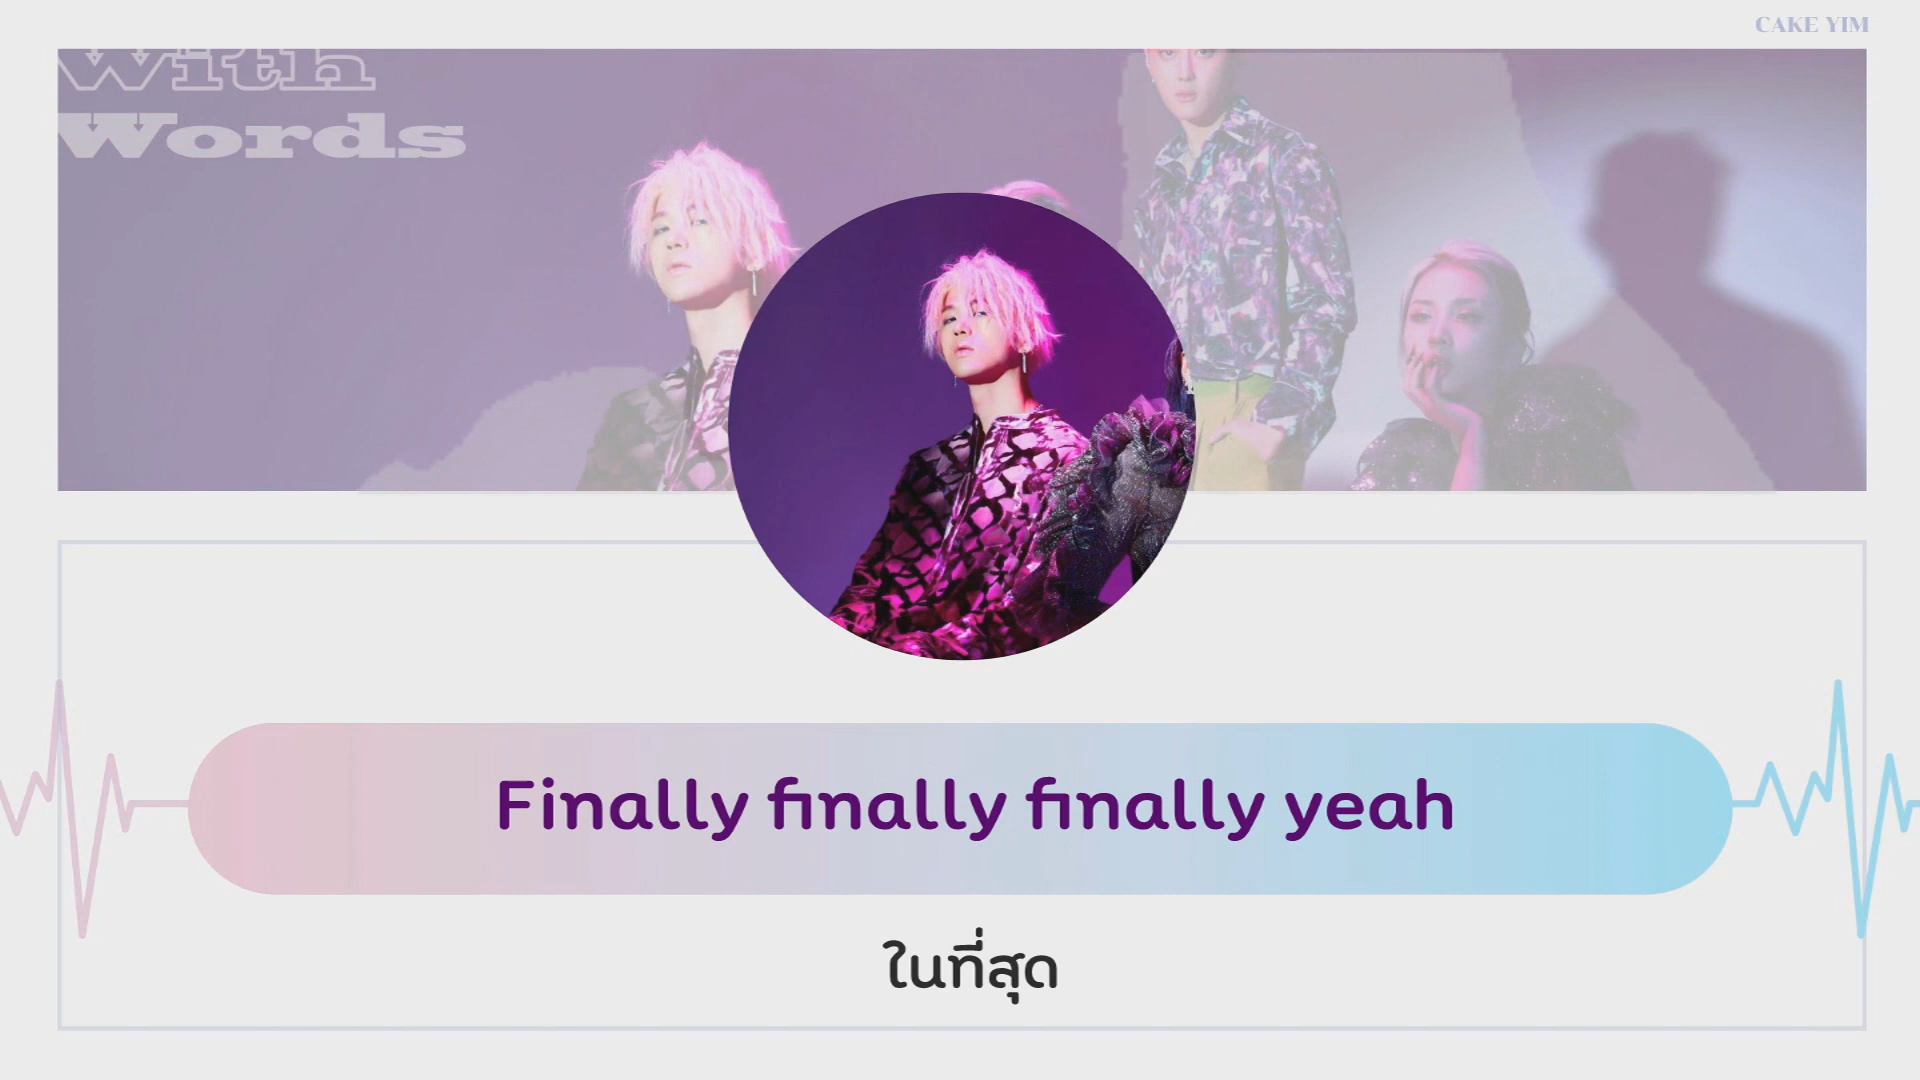 CAKE YIM
With
Words
Finally finally finally yeah
ในที่สุด